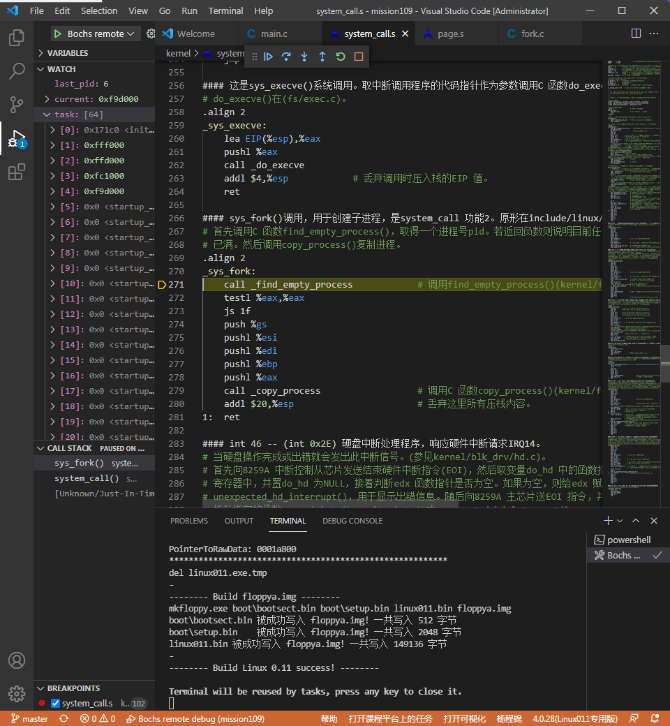 File Edit Selection View Go Run Terminal Help system_call.s - mission109 - Visual Studio Code [Administrator]
Bochs remote
Welcome main.c system_call.s page.s fork.c
kernel
VARIABLES
WATCH
last_pid: 6
current: 0xf9d000
task: [64]
[0]: 0x171c0 <init_...
[1]: 0xfff000
[2]: 0xffd000
[3]: 0xfc1000
[4]: 0xf9d000
[5]: 0x0 <startup_...
[6]: 0x0 <startup_...
[7]: 0x0 <startup_...
[8]: 0x0 <startup_...
[9]: 0x0 <startup_...
[10]: 0x0 <startup_...
[11]: 0x0 <startup_...
[12]: 0x0 <startup_...
[13]: 0x0 <startup_...
[14]: 0x0 <startup_...
[15]: 0x0 <startup_...
[16]: 0x0 <startup_...
[17]: 0x0 <startup_...
[18]: 0x0 <startup_...
[19]: 0x0 <startup_...
[20]: 0x0 <startup_...
CALL STACK PAUSED ON
sys_fork() syste...
system_call() s...
[Unknown/Just-In-Tim
BREAKPOINTS
system_call.s k... 102
255
256 #### 这是sys_execve()系统调用。取中断调用程序的代码指针作为参数调用C 函数do_exe
257 # do_execve()在(fs/exec.c)。
258 .align 2
259 _sys_execve:
260 lea EIP(%esp),%eax
261 pushl %eax
262 call _do_execve
263 addl $4,%esp # 丢弃调用时压入栈的EIP 值。
264 ret
265
266 #### sys_fork()调用，用于创建子进程，是system_call 功能2。原形在include/linux/
267 # 首先调用C 函数find_empty_process()，取得一个进程号pid。若返回负数则说明目前任
268 # 已满。然后调用copy_process()复制进程。
269 .align 2
270 _sys_fork:
271 call _find_empty_process # 调用find_empty_process()(kernel/f
272 testl %eax,%eax
273 js 1f
274 push %gs
275 pushl %esi
276 pushl %edi
277 pushl %ebp
278 pushl %eax
279 call _copy_process # 调用C 函数copy_process()(kernel/f
280 addl $20,%esp # 丢弃这里所有压栈内容。
281 1: ret
282
283 #### int 46 -- (int 0x2E) 硬盘中断处理程序，响应硬件中断请求IRQ14。
284 # 当硬盘操作完成或出错就会发出此中断信号。(参见kernel/blk_drv/hd.c)。
285 # 首先向8259A 中断控制从芯片发送结束硬件中断指令(EOI)，然后取变量do_hd 中的函数指
286 # 寄存器中，并置do_hd 为NULL，接着判断edx 函数指针是否为空。如果为空，则给edx 赋
287 # unexpected_hd_interrupt()，用于显示出错信息。随后向8259A 主芯片送EOI 指令，并
PROBLEMS OUTPUT TERMINAL DEBUG CONSOLE
powershell
Bochs ...
PointerToRawData: 0001a800
******************************************************
del linux011.exe.tmp
-
-------- Build floppya.img --------
mkfloppy.exe boot\bootsect.bin boot\setup.bin linux011.bin floppya.img
boot\bootsect.bin 被成功写入 floppya.img! 一共写入 512 字节
boot\setup.bin 被成功写入 floppya.img! 一共写入 2048 字节
linux011.bin 被成功写入 floppya.img! 一共写入 149136 字节
-
-------- Build Linux 0.11 success! --------
Terminal will be reused by tasks, press any key to close it.
master 0 0 Bochs remote debug (mission109) 帮助 打开课程平台上的任务 打开可视化 杨程锦 4.0.28(Linux011专用版)